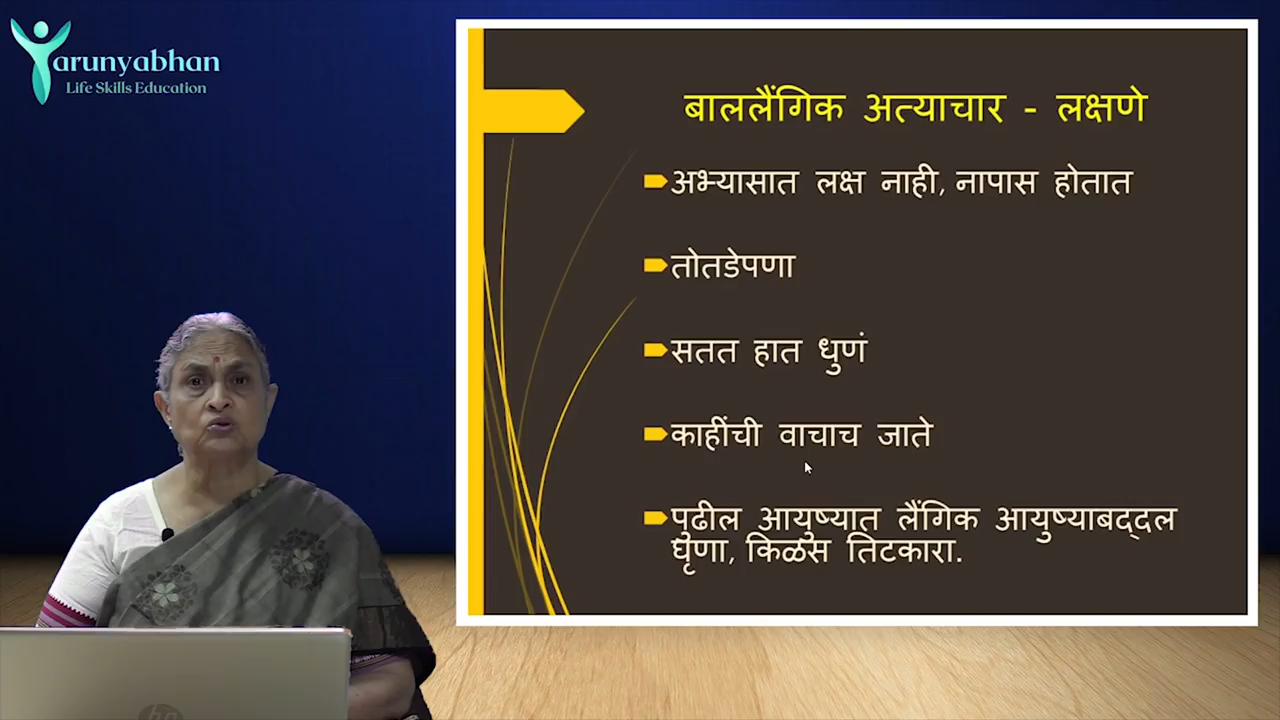 Tarunyabhan
Life Skills Education
बाललैंगिक अत्याचार - लक्षणे
अभ्यासात लक्ष नाही, नापास होतात
तोतडेपणा
सतत हात धुणं
काहींची वाचाच जाते
पुढील आयुष्यात लैंगिक आयुष्याबद्दल
घृणा, किळस तिटकारा.
hp